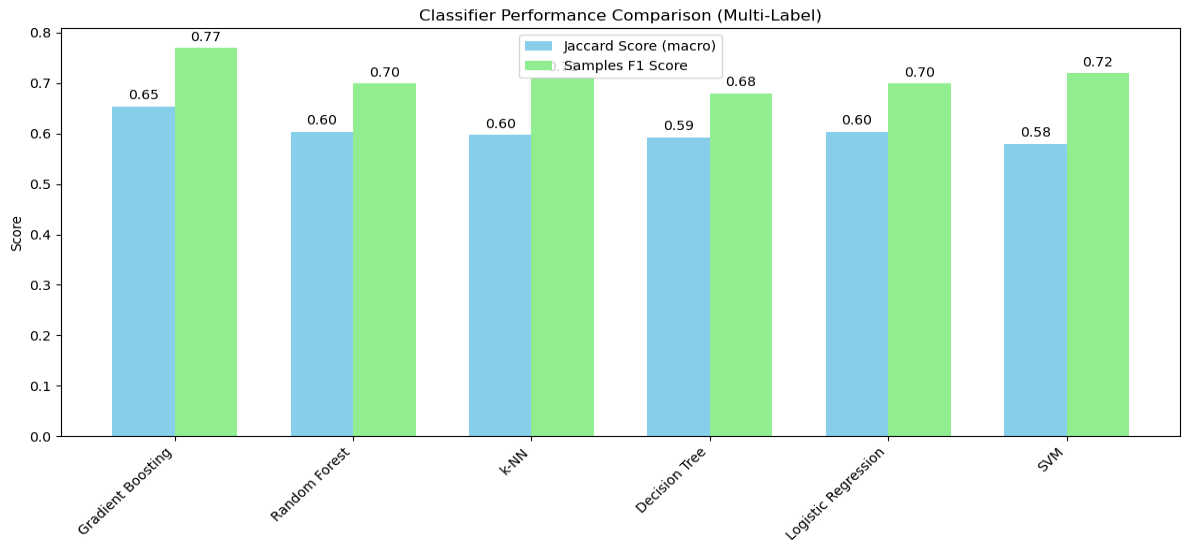 Classifier Performance Comparison (Multi-Label)
Jaccard Score (macro)
Samples F1 Score
0.8
0.7
0.6
0.5
0.4
0.3
0.2
0.1
0.0
Score
0.65
0.77
0.60
0.70
0.60
0.59
0.68
0.60
0.70
0.58
0.72
Gradient Boosting
Random Forest
k-NN
Decision Tree
Logistic Regression
SVM